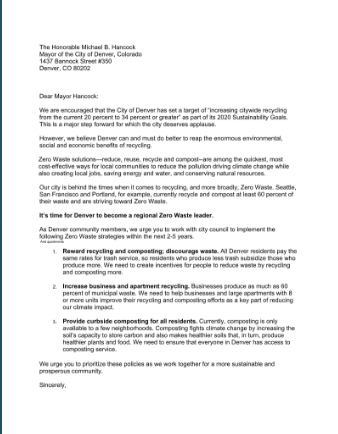 The Honorable Michael B. Hancock
Mayor of the City of Denver, Colorado
1437 Bannock Street #350
Denver, CO 80202
Dear Mayor Hancock:
We are encouraged that the City of Denver has set a target of "increasing citywide recycling
from the current 20 percent to 34 percent or greater" as part of its 2020 Sustainability Goals.
This is a major step forward for which the city deserves applause.
However, we believe Denver can and must do better to reap the enormous environmental,
social and economic benefits of recycling.
Zero Waste solutions—reduce, reuse, recycle and compost—are among the quickest, most
cost-effective ways for local communities to reduce the pollution driving climate change while
also creating local jobs, saving energy and water, and conserving natural resources.
Our city is behind the times when it comes to recycling, and more broadly, Zero Waste. Seattle,
San Francisco and Portland, for example, currently recycle and compost at least 60 percent of
their waste and are striving toward Zero Waste.
It's time for Denver to become a regional Zero Waste leader.
As Denver community members, we urge you to work with city council to implement the
following Zero Waste strategies within the next 2-5 years.
1. Reward recycling and composting; discourage waste. All Denver residents pay the
same rates for trash service, so residents who produce less trash subsidize those who
produce more. We need to create incentives for people to reduce waste by recycling
and composting more.
2. Increase business and apartment recycling. Businesses produce as much as 60
percent of municipal waste. We need to help businesses and large apartments with 8
or more units improve their recycling and composting efforts as a key part of reducing
our climate impact.
3. Provide curbside composting for all residents. Currently, composting is only
available to a few neighborhoods. Composting fights climate change by increasing the
soil's capacity to store carbon and also makes healthier soils that, in turn, produce
healthier plants and food. We need to ensure that everyone in Denver has access to
composting service.
We urge you to prioritize these policies as we work together for a more sustainable and
prosperous community.
Sincerely,